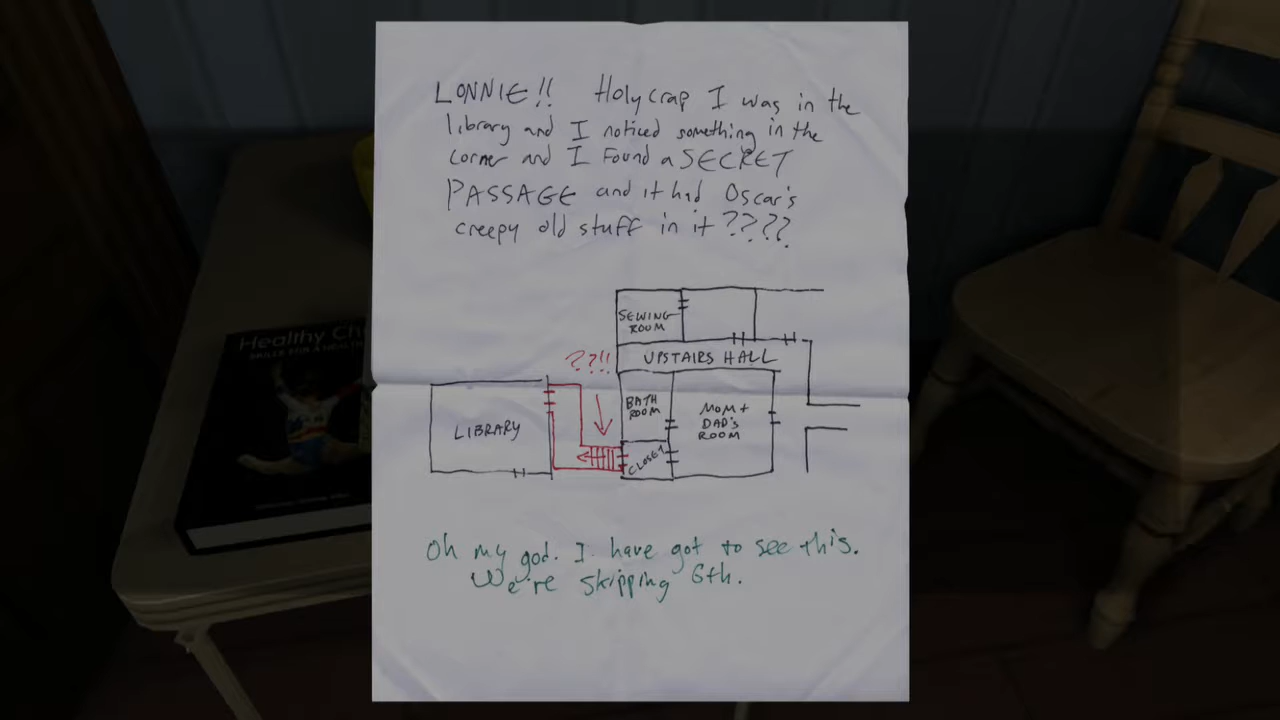 LONNIE!! Holy crap I was in the
library and I noticed something in the
corner and I found a SECRET
PASSAGE and it had Oscar's
creepy old stuff in it ????
SEWING
ROOM
UPSTAIRS HALL
??!!
BATH
ROOM
MOM +
DAD'S
ROOM
LIBRARY
CLOSET
Healthy Ch
Oh my god. I have got to see this.
We're skipping 6th.